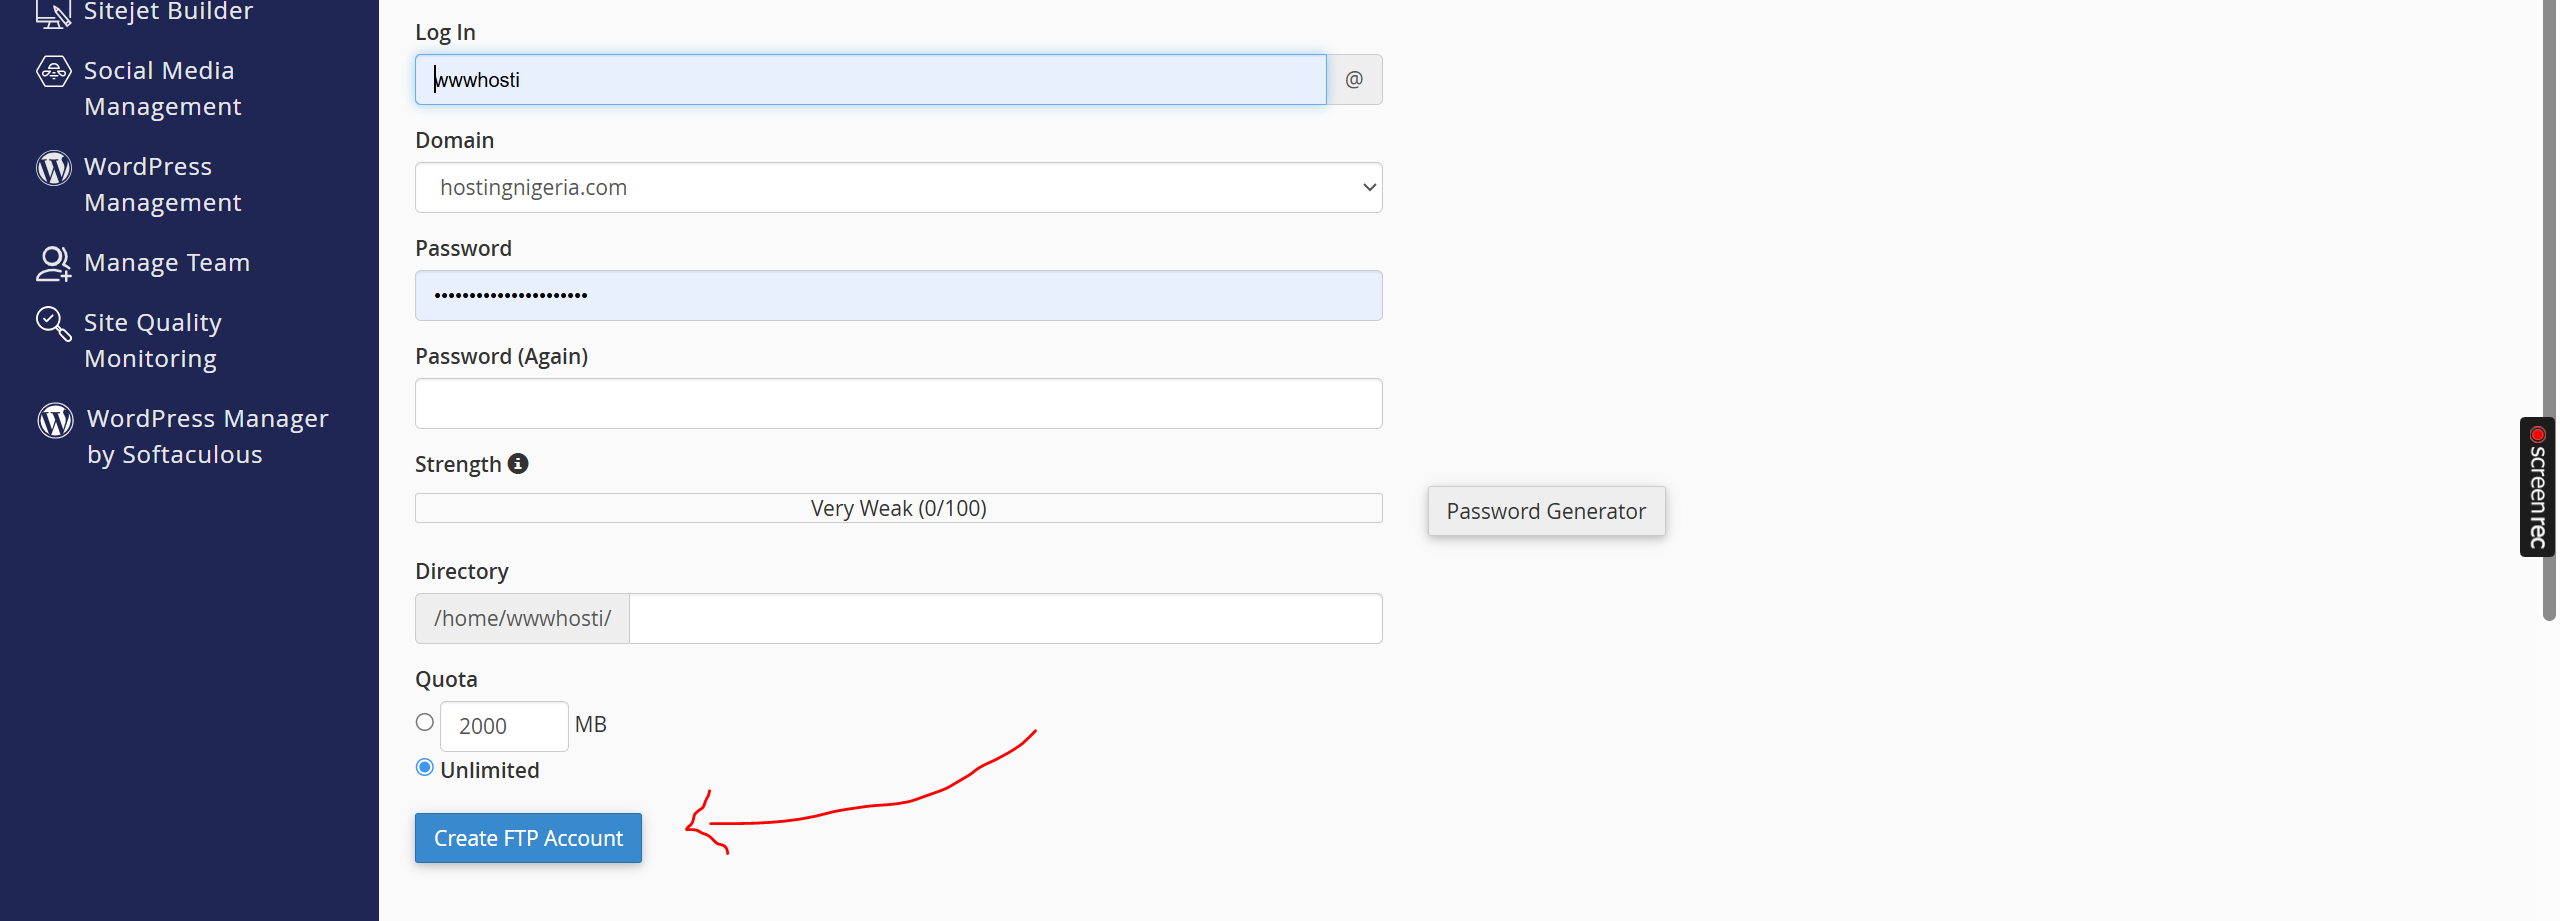 Sitejet Builder
Social Media
Management
WordPress
Management
Manage Team
Site Quality
Monitoring
WordPress Manager
by Softaculous
Log In
wwwhosti
@
Domain
hostingnigeria.com
Password
••••••••••••••••••••••
Password (Again)
Strength
Very Weak (0/100)
Password Generator
Directory
/home/wwwhosti/
Quota
2000 MB
Unlimited
Create FTP Account
screenrec